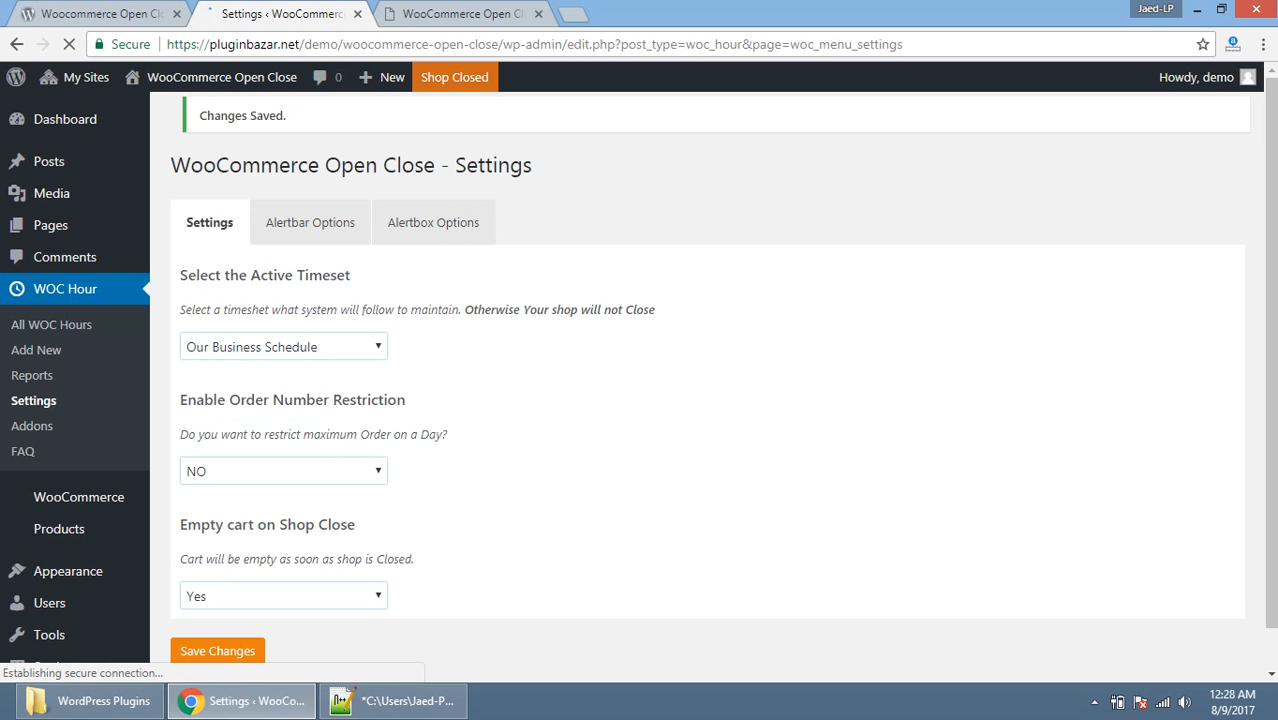 Woocommerce Open Cl
Settings ‹ WooCommerc
WooCommerce Open Cl
Jaed-LP
Secure
https://pluginbazar.net/demo/woocommerce-open-close/wp-admin/edit.php?post_type=woc_hour&page=woc_menu_settings
My Sites
WooCommerce Open Close
0
New
Shop Closed
Howdy, demo
Dashboard
Posts
Media
Pages
Comments
WOC Hour
All WOC Hours
Add New
Reports
Settings
Addons
FAQ
WooCommerce
Products
Appearance
Users
Tools
Changes Saved.
WooCommerce Open Close - Settings
Settings
Alertbar Options
Alertbox Options
Select the Active Timeset
Select a timeshet what system will follow to maintain. Otherwise Your shop will not Close
Our Business Schedule
Enable Order Number Restriction
Do you want to restrict maximum Order on a Day?
NO
Empty cart on Shop Close
Cart will be empty as soon as shop is Closed.
Yes
Save Changes
Establishing secure connection...
WordPress Plugins
Settings ‹ WooCo...
*C:\Users\Jaed-P...
12:28 AM
8/9/2017